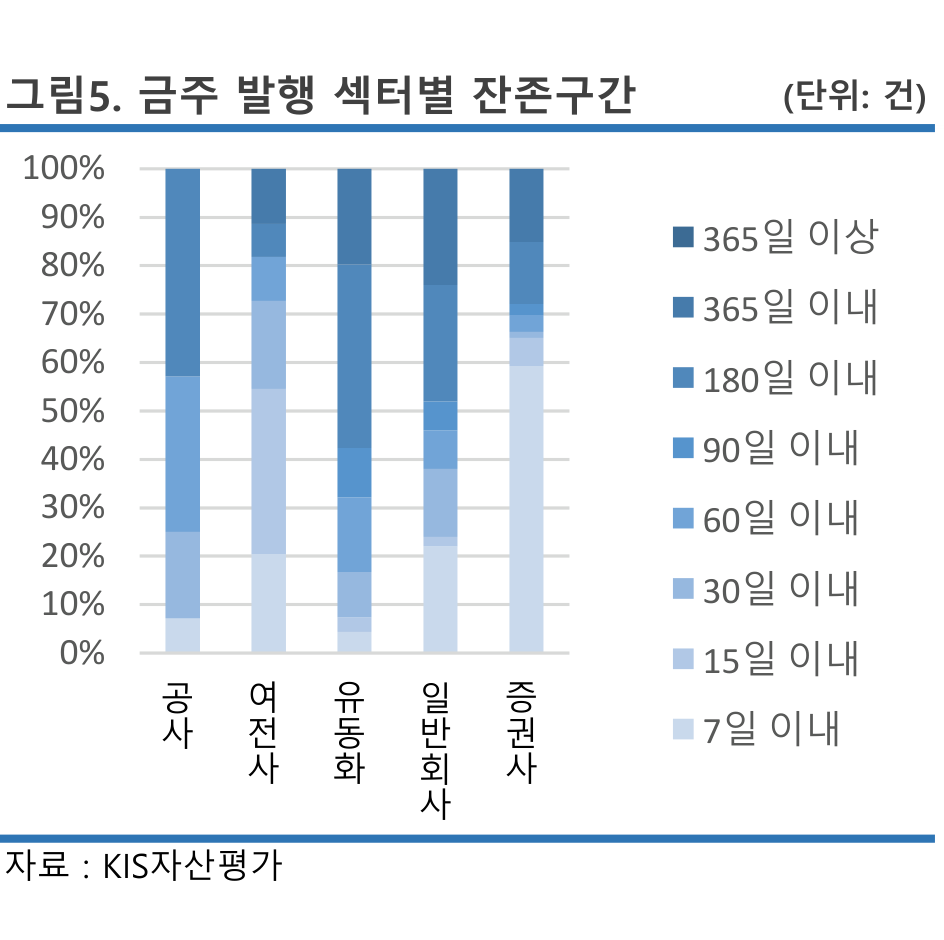 그림5. 금주 발행 섹터별 잔존구간 (단위: 건)
100%
90%
80%
70%
60%
50%
40%
30%
20%
10%
0%
공사
여전사
유동화
일반회사
증권사
365일 이상
365일 이내
180일 이내
90일 이내
60일 이내
30일 이내
15일 이내
7일 이내
자료 : KIS자산평가